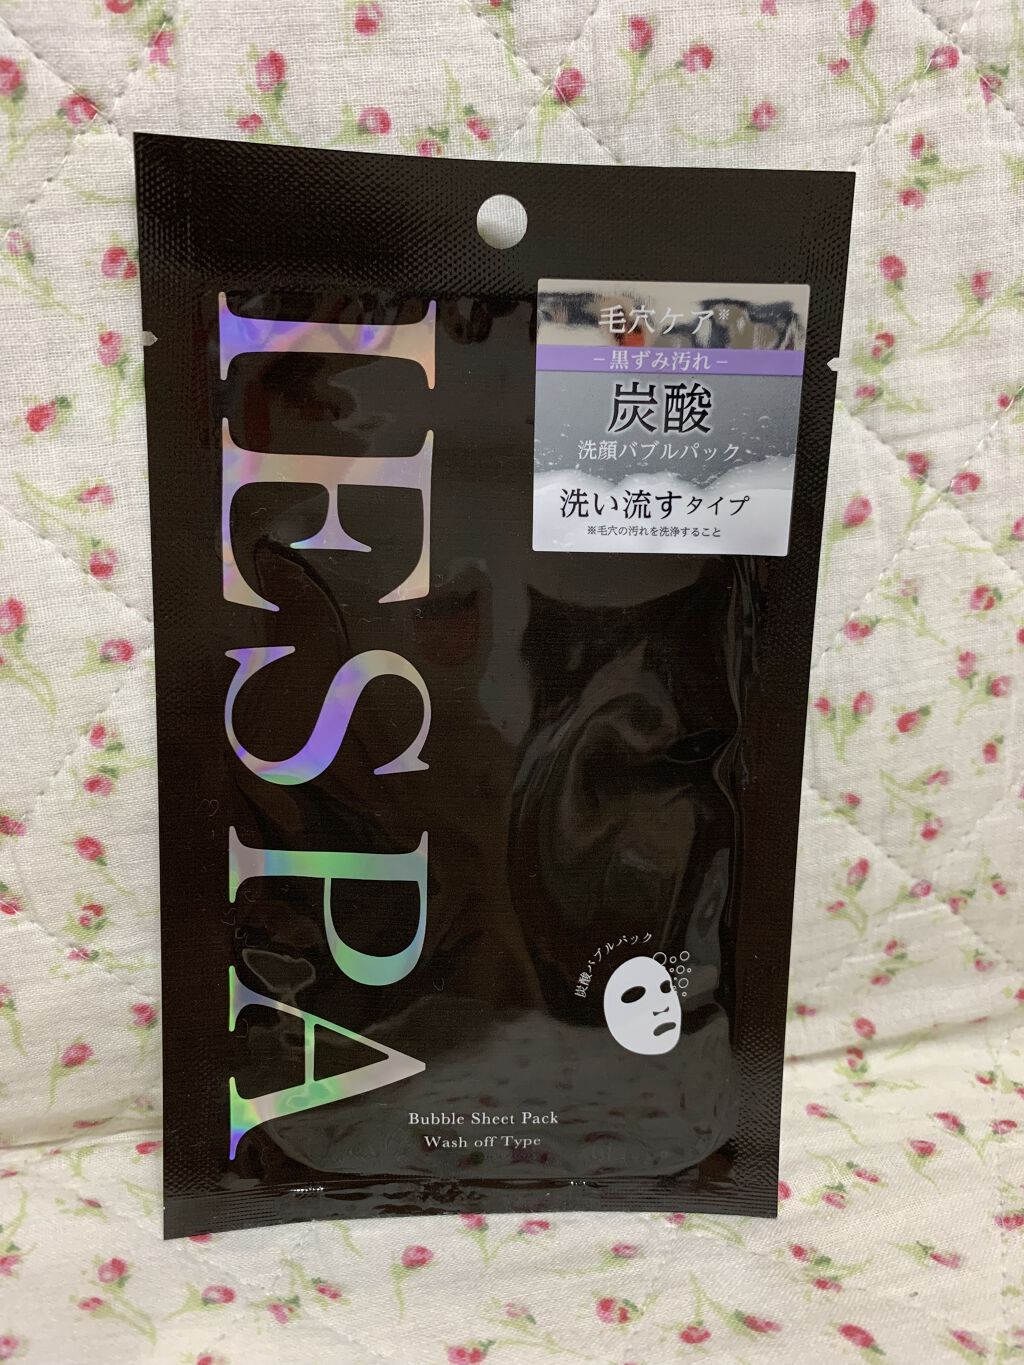 IESPA
毛穴ケア※
−黒ずみ汚れ−
炭酸
洗顔バブルパック
洗い流すタイプ
※毛穴の汚れを洗浄すること
炭酸バブルパック
Bubble Sheet Pack
Wash off Type